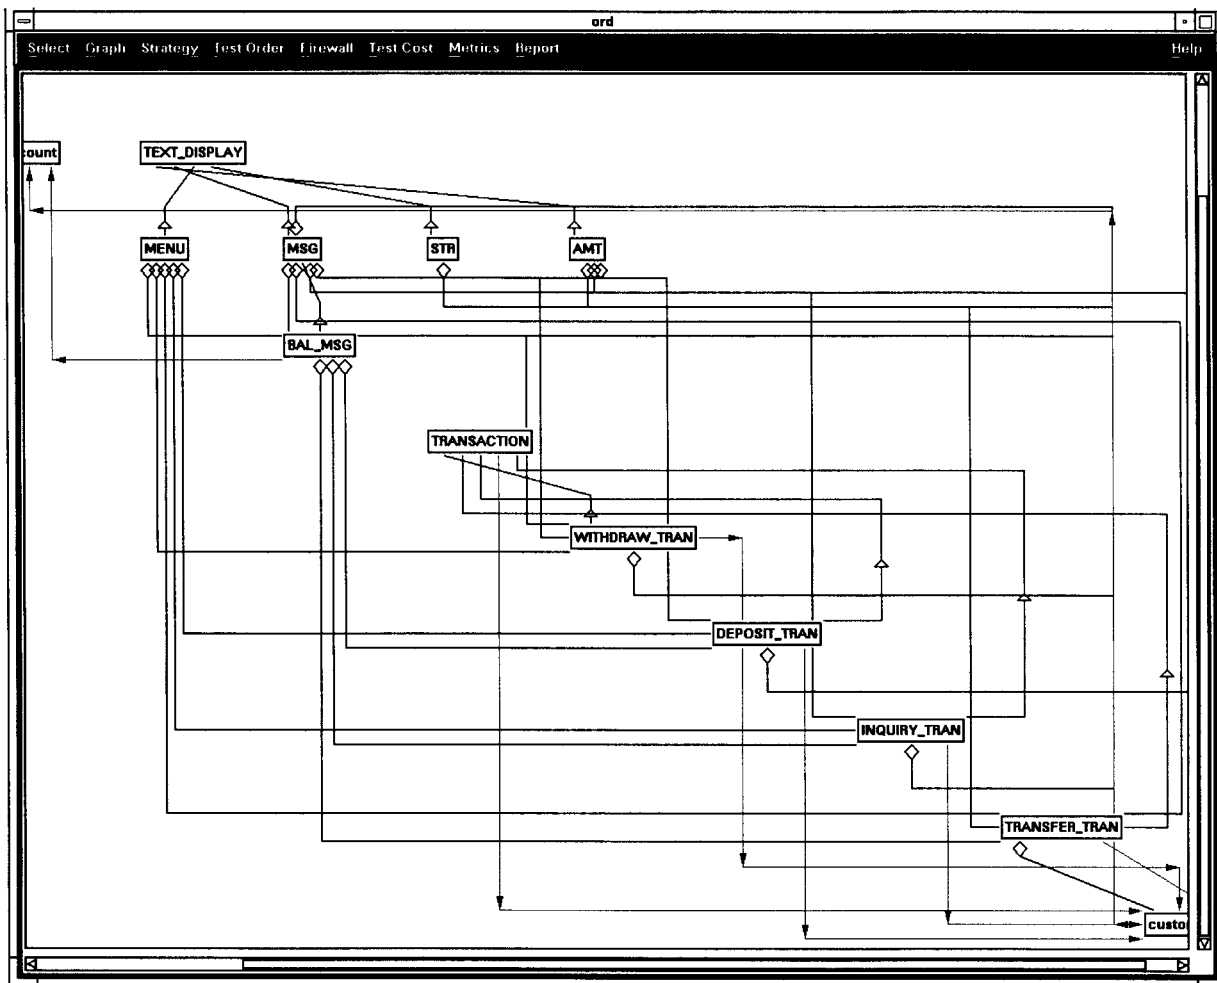 ord
Select Graph Strategy Test Order Firewall Test Cost Metrics Report Help
count TEXT_DISPLAY
MENU MSG STR AMT
BAL_MSG
TRANSACTION
WITHDRAW_TRAN
DEPOSIT_TRAN
INQUIRY_TRAN
TRANSFER_TRAN
custo